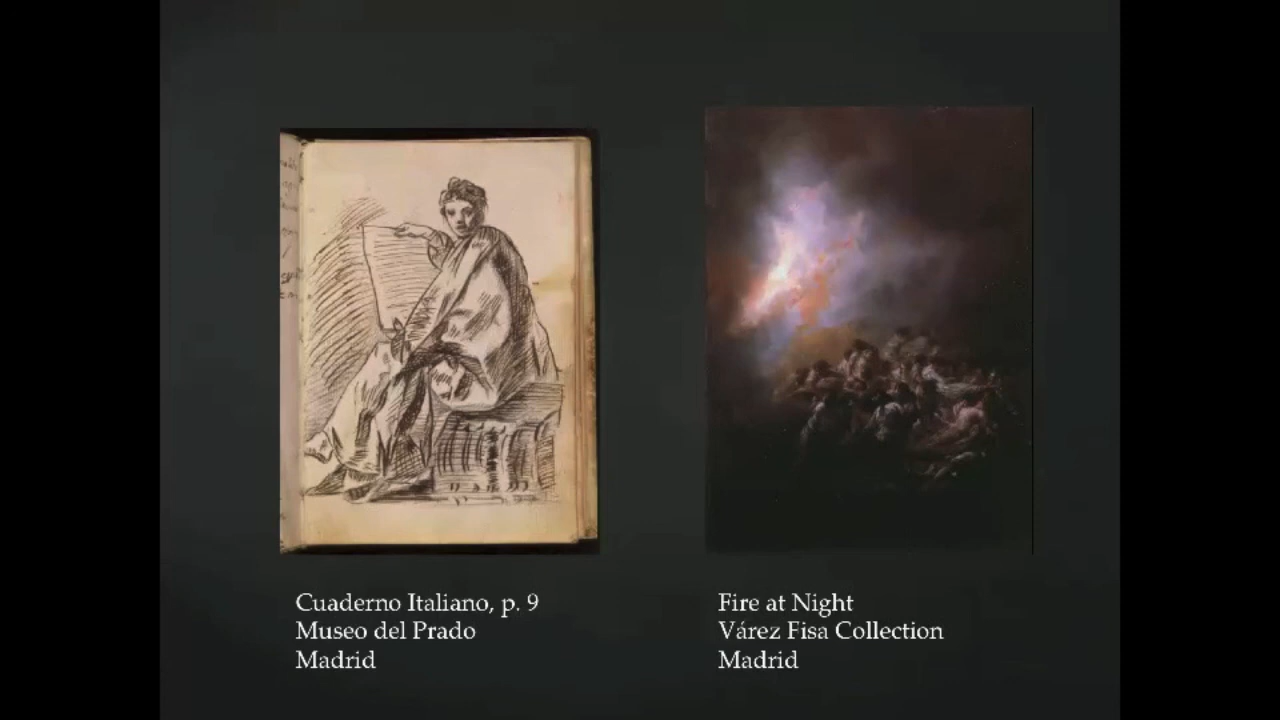 Cuaderno Italiano, p. 9
Museo del Prado
Madrid
Fire at Night
Várez Fisa Collection
Madrid